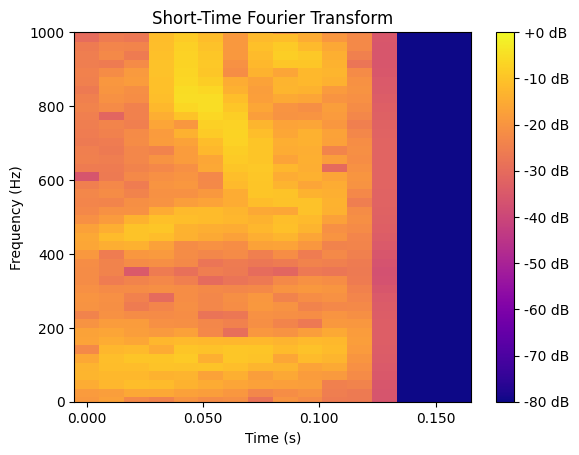 Short-Time Fourier Transform
Frequency (Hz)
1000
800
600
400
200
0
0.000
0.050
0.100
0.150
Time (s)
+0 dB
-10 dB
-20 dB
-30 dB
-40 dB
-50 dB
-60 dB
-70 dB
-80 dB